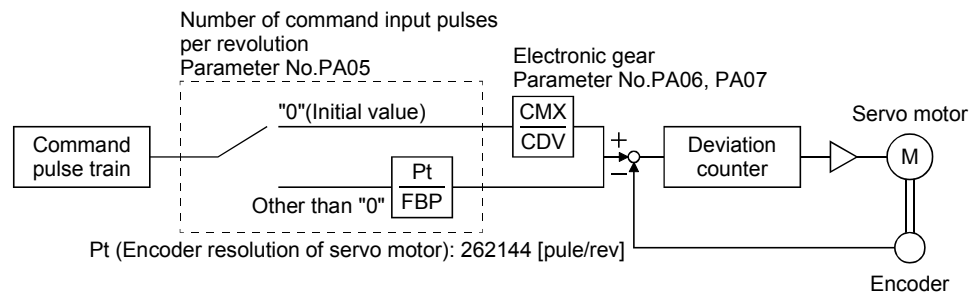 Number of command input pulses
per revolution
Parameter No.PA05
Electronic gear
Parameter No.PA06, PA07
Servo motor
"0"(Initial value)
CMX
CDV
Command
pulse train
+
−
Deviation
counter
M
Pt
FBP
Other than "0"
Pt (Encoder resolution of servo motor): 262144 [pule/rev]
Encoder